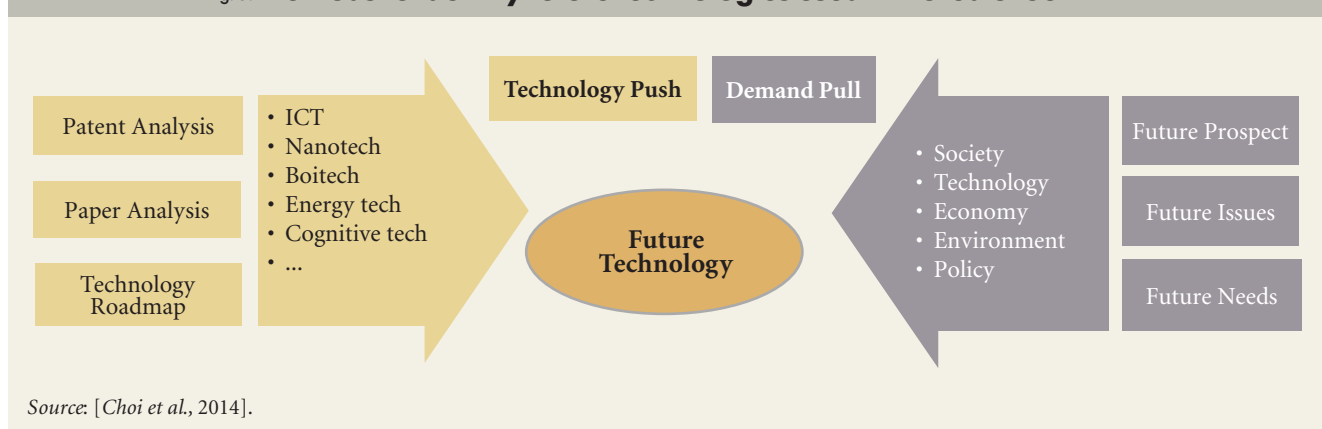 Technology Push
Demand Pull
Patent Analysis
Paper Analysis
Technology
Roadmap
• ICT
• Nanotech
• Boitech
• Energy tech
• Cognitive tech
• ...
Future
Technology
• Society
• Technology
• Economy
• Environment
• Policy
Future Prospect
Future Issues
Future Needs
Source: [Choi et al., 2014].